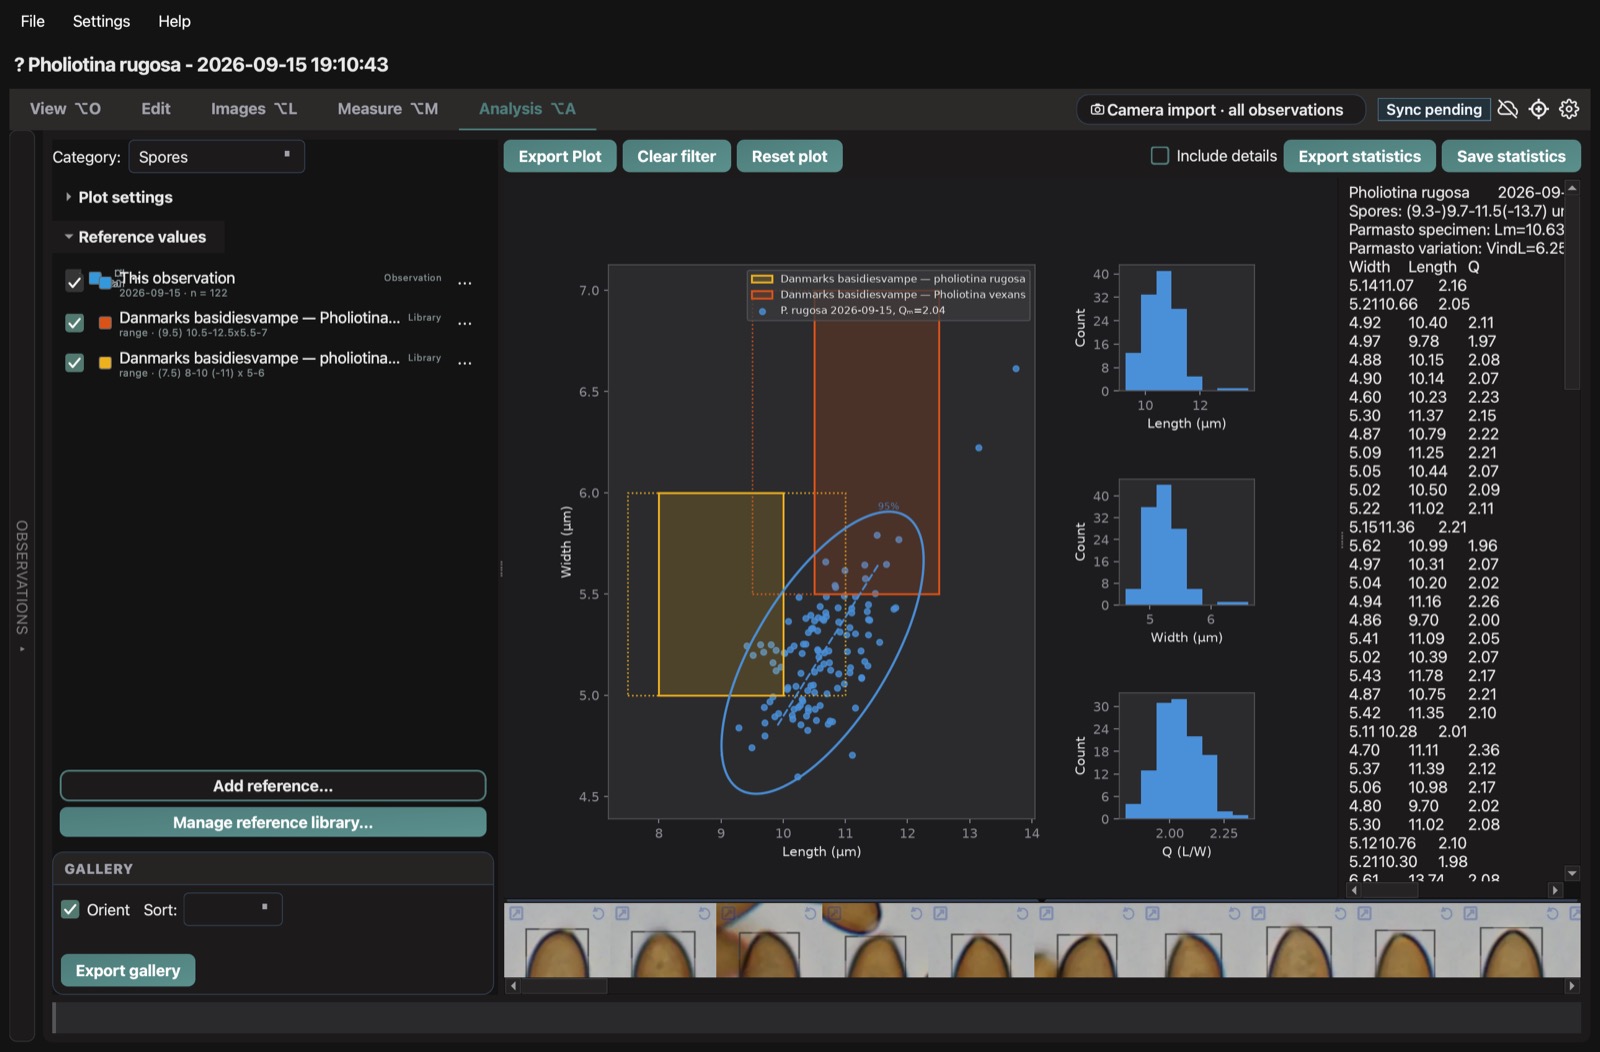 File Settings Help
? Pholiotina rugosa - 2026-09-15 19:10:43
View ⌥O Edit Images ⌥L Measure ⌥M Analysis ⌥A
Camera import · all observations
Sync pending
OBSERVATIONS
Category: Spores
Plot settings
Reference values
This observation Observation ...
2026-09-15 · n = 122
Danmarks basidiesvampe — Pholiotina... Library ...
range · (9.5) 10.5-12.5x5.5-7
Danmarks basidiesvampe — pholiotina... Library ...
range · (7.5) 8-10 (-11) x 5-6
Add reference...
Manage reference library...
GALLERY
Orient Sort:
Export gallery
Export Plot Clear filter Reset plot
Include details Export statistics Save statistics
Danmarks basidiesvampe — pholiotina rugosa
Danmarks basidiesvampe — Pholiotina vexans
P. rugosa 2026-09-15, Qₘ=2.04
95%
7.0
6.5
6.0
5.5
5.0
4.5
Width (µm)
8 9 10 11 12 13 14
Length (µm)
40
32
24
16
8
0
Count
10 12
Length (µm)
40
32
24
16
8
0
Count
5 6
Width (µm)
30
24
18
12
6
0
Count
2.00 2.25
Q (L/W)
Pholiotina rugosa 2026-09-
Spores: (9.3-)9.7-11.5(-13.7) ur
Parmasto specimen: Lm=10.63
Parmasto variation: VindL=6.25
Width Length Q
5.14 11.07 2.16
5.21 10.66 2.05
4.92 10.40 2.11
4.97 9.78 1.97
4.88 10.15 2.08
4.90 10.14 2.07
4.60 10.23 2.23
5.30 11.37 2.15
4.87 10.79 2.22
5.09 11.25 2.21
5.05 10.44 2.07
5.02 10.50 2.09
5.22 11.02 2.11
5.15 11.36 2.21
5.62 10.99 1.96
4.97 10.31 2.07
5.04 10.20 2.02
4.94 11.16 2.26
4.86 9.70 2.00
5.41 11.09 2.05
5.02 10.39 2.07
5.43 11.78 2.17
4.87 10.75 2.21
5.42 11.35 2.10
5.11 10.28 2.01
4.70 11.11 2.36
5.37 11.39 2.12
5.06 10.98 2.17
4.80 9.70 2.02
5.30 11.02 2.08
5.12 10.76 2.10
5.21 10.30 1.98
6.61 13.74 2.08